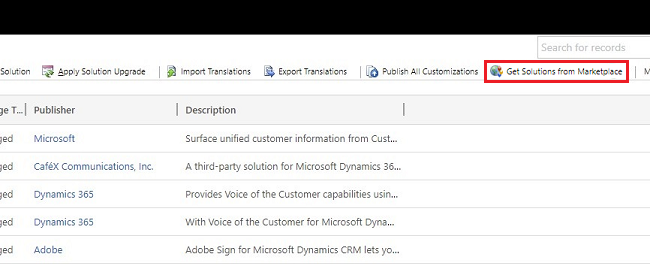 Search for records
Solution Apply Solution Upgrade Import Translations Export Translations Publish All Customizations Get Solutions from Marketplace M
ge T... Publisher Description
ged Microsoft Surface unified customer information from Cust...
ged CaféX Communications, Inc. A third-party solution for Microsoft Dynamics 36...
ged Dynamics 365 Provides Voice of the Customer capabilities usin...
ged Dynamics 365 With Voice of the Customer for Microsoft Dyna...
ged Adobe Adobe Sign for Microsoft Dynamics CRM lets yo...